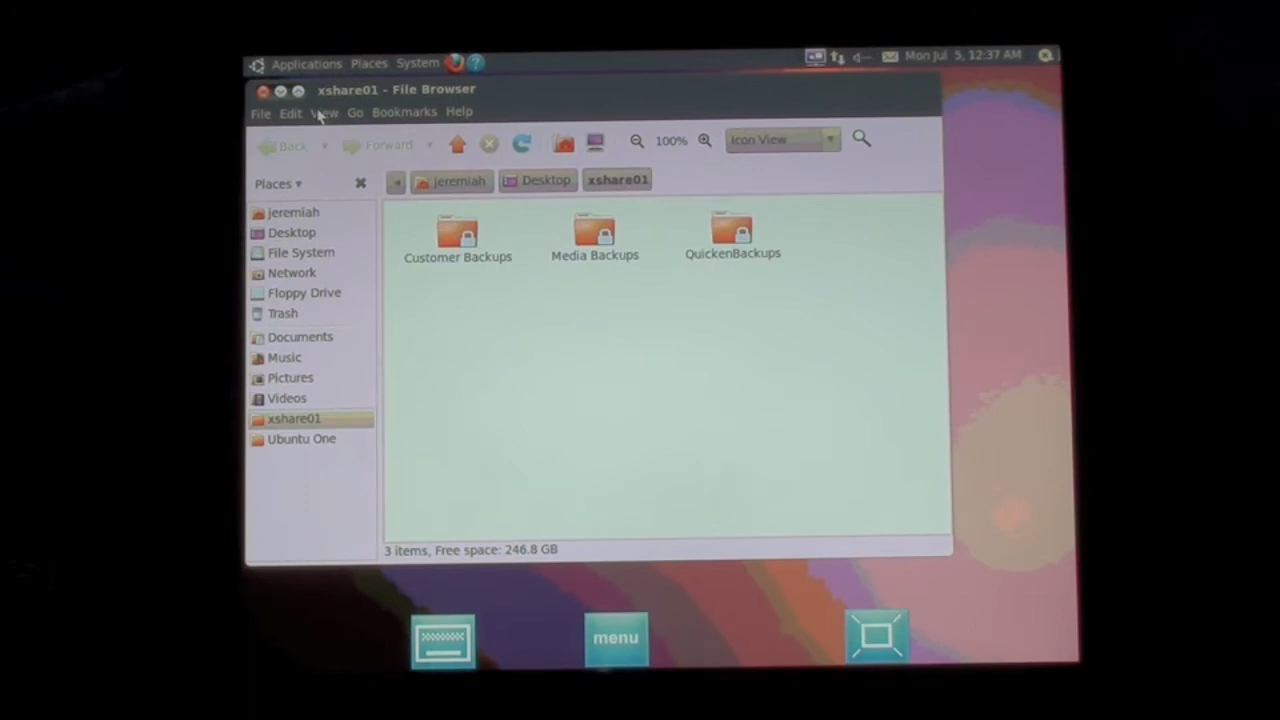 Applications Places System Mon Jul 5, 12:37 AM
xshare01 - File Browser
File Edit View Go Bookmarks Help
Back Forward 100% Icon View
Places jeremiah Desktop xshare01
jeremiah
Desktop
File System
Network
Floppy Drive
Trash
Documents
Music
Pictures
Videos
xshare01
Ubuntu One
Customer Backups Media Backups QuickenBackups
3 items, Free space: 246.8 GB
menu